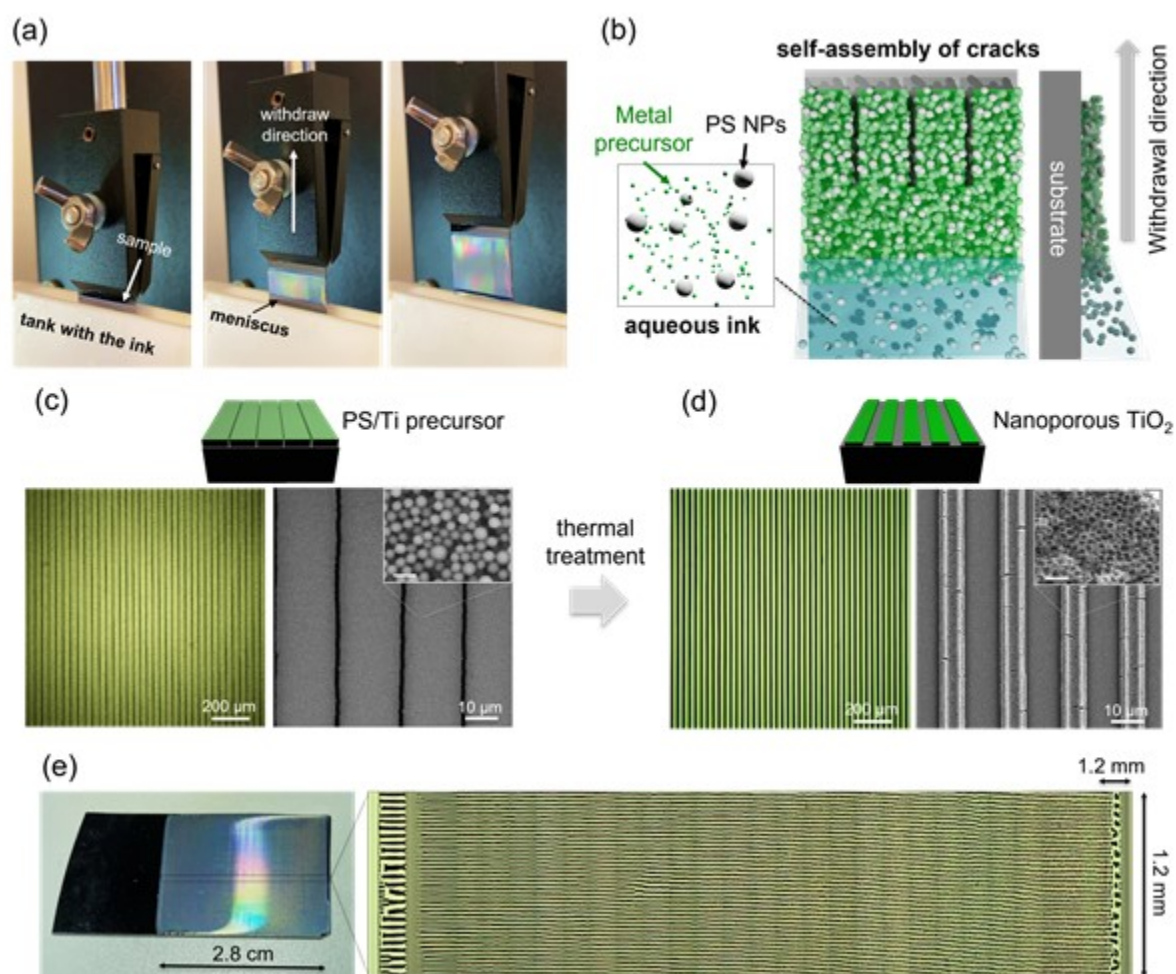 (a)
withdraw
direction
sample
tank with the ink
meniscus
(b)
self-assembly of cracks
Metal
precursor
PS NPs
aqueous ink
substrate
Withdrawal direction
(c)
PS/Ti precursor
200 µm
10 µm
thermal
treatment
(d)
Nanoporous TiO₂
200 µm
10 µm
(e)
2.8 cm
1.2 mm
1.2 mm